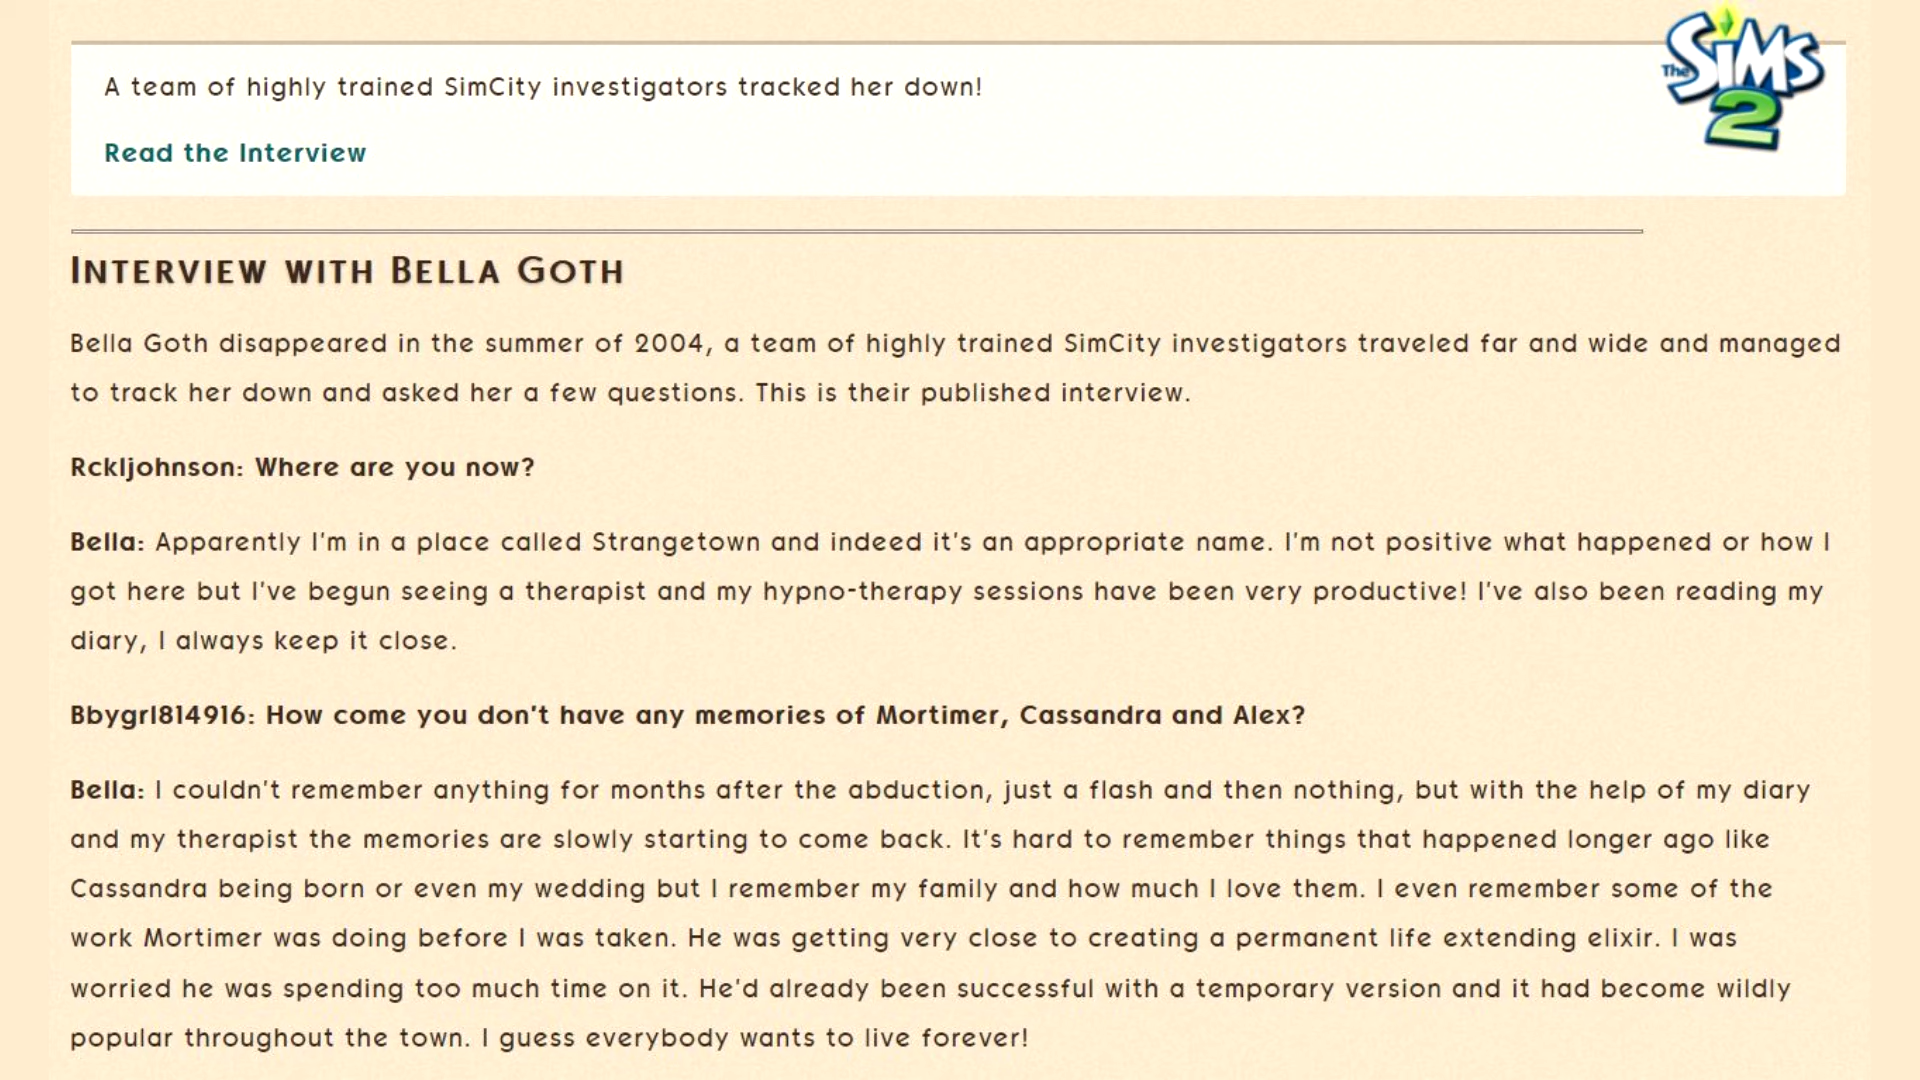 The Sims 2
A team of highly trained SimCity investigators tracked her down!
Read the Interview
Interview with Bella Goth
Bella Goth disappeared in the summer of 2004, a team of highly trained SimCity investigators traveled far and wide and managed
to track her down and asked her a few questions. This is their published interview.
Rckljohnson: Where are you now?
Bella: Apparently I'm in a place called Strangetown and indeed it's an appropriate name. I'm not positive what happened or how I
got here but I've begun seeing a therapist and my hypno-therapy sessions have been very productive! I've also been reading my
diary, I always keep it close.
Bbygrl814916: How come you don't have any memories of Mortimer, Cassandra and Alex?
Bella: I couldn't remember anything for months after the abduction, just a flash and then nothing, but with the help of my diary
and my therapist the memories are slowly starting to come back. It's hard to remember things that happened longer ago like
Cassandra being born or even my wedding but I remember my family and how much I love them. I even remember some of the
work Mortimer was doing before I was taken. He was getting very close to creating a permanent life extending elixir. I was
worried he was spending too much time on it. He'd already been successful with a temporary version and it had become wildly
popular throughout the town. I guess everybody wants to live forever!